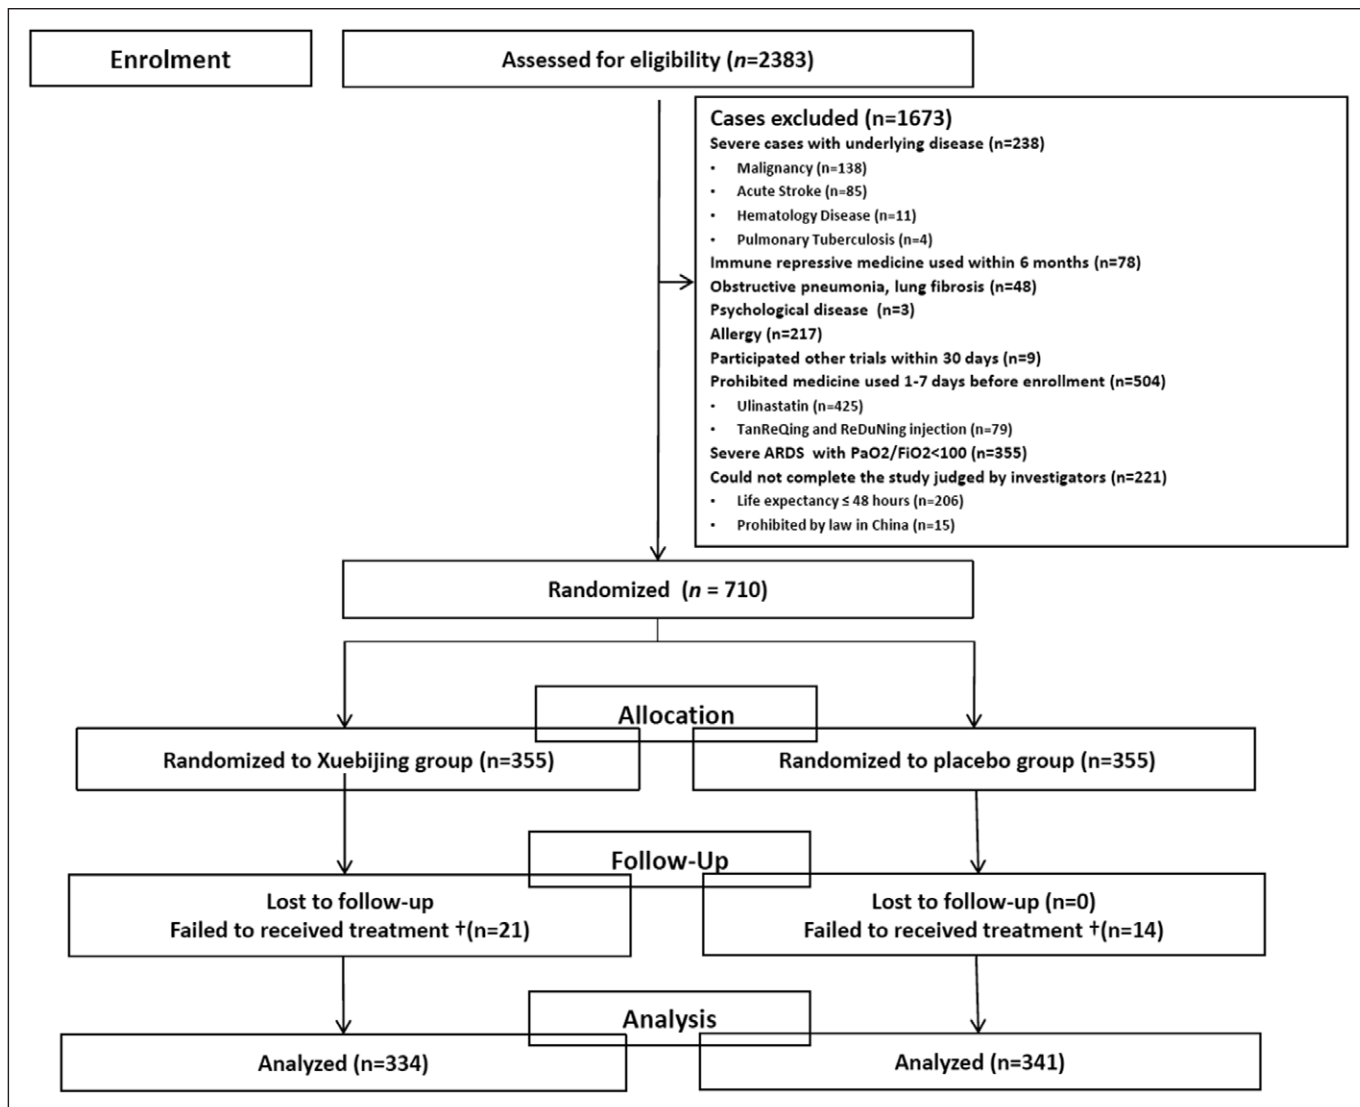 Enrolment
Assessed for eligibility (n=2383)
Cases excluded (n=1673)
Severe cases with underlying disease (n=238)
• Malignancy (n=138)
• Acute Stroke (n=85)
• Hematology Disease (n=11)
• Pulmonary Tuberculosis (n=4)
Immune repressive medicine used within 6 months (n=78)
Obstructive pneumonia, lung fibrosis (n=48)
Psychological disease (n=3)
Allergy (n=217)
Participated other trials within 30 days (n=9)
Prohibited medicine used 1-7 days before enrollment (n=504)
• Ulinastatin (n=425)
• TanReQing and ReDuNing injection (n=79)
Severe ARDS with PaO2/FiO2<100 (n=355)
Could not complete the study judged by investigators (n=221)
• Life expectancy ≤ 48 hours (n=206)
• Prohibited by law in China (n=15)
Randomized (n = 710)
Allocation
Randomized to Xuebijing group (n=355)
Randomized to placebo group (n=355)
Follow-Up
Lost to follow-up
Failed to received treatment †(n=21)
Lost to follow-up (n=0)
Failed to received treatment †(n=14)
Analysis
Analyzed (n=334)
Analyzed (n=341)